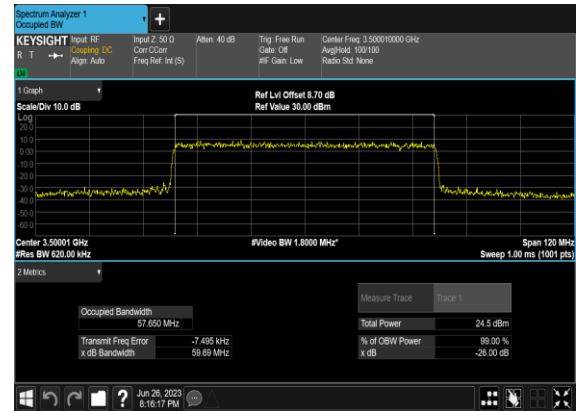 Spectrum Analyzer 1
Occupied BW
KEYSIGHT Input: RF Input Z: 50 Ω Atten: 40 dB Trig: Free Run Center Freq: 3.500010000 GHz
R T Coupling: DC Corr CCorr Gate: Off Avg|Hold: 100/100
Align: Auto Freq Ref: Int (S) #IF Gain: Low Radio Std: None
LXI
1 Graph
Ref Lvl Offset 8.70 dB
Scale/Div 10.0 dB Ref Value 30.00 dBm
Log
20.0
10.0
0.00
-10.0
-20.0
-30.0
-40.0
-50.0
-60.0
Center 3.50001 GHz #Video BW 1.8000 MHz* Span 120 MHz
#Res BW 620.00 kHz Sweep 1.00 ms (1001 pts)
2 Metrics
Measure Trace Trace 1
Occupied Bandwidth
57.650 MHz Total Power 24.5 dBm
Transmit Freq Error -7.495 kHz % of OBW Power 99.00 %
x dB Bandwidth 59.69 MHz x dB -26.00 dB
Jun 26, 2023
8:16:17 PM